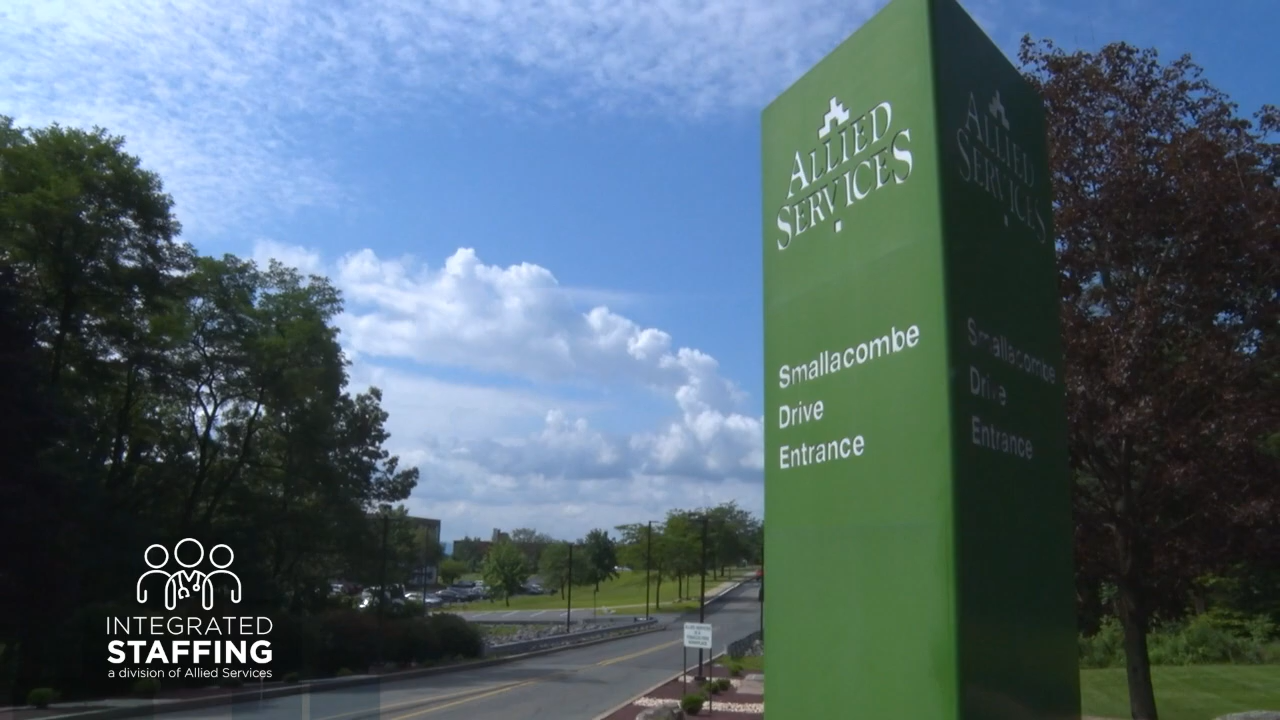 ALLIED
SERVICES
Smallacombe
Drive
Entrance
ALLIED
SERVICES
Smallacombe
Drive
Entrance
INTEGRATED
STAFFING
a division of Allied Services